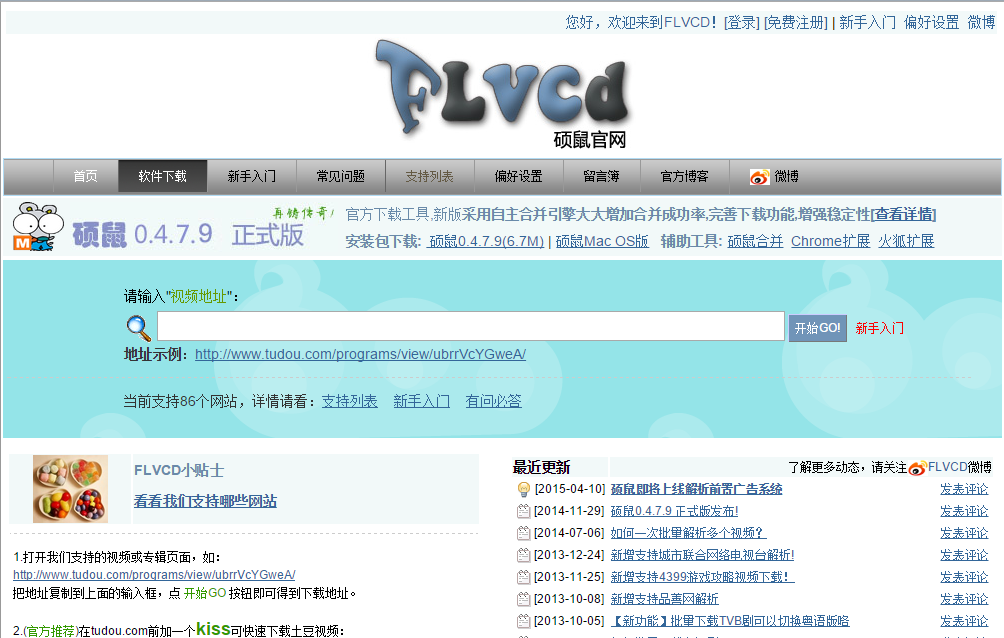 您好，欢迎来到FLVCD！[登录] [免费注册] | 新手入门 偏好设置 微博
FLVCD
硕鼠官网
首页 软件下载 新手入门 常见问题 支持列表 偏好设置 留言簿 官方博客 微博
再铸传奇! 官方下载工具,新版采用自主合并引擎大大增加合并成功率,完善下载功能,增强稳定性[查看详情]
M 硕鼠 0.4.7.9 正式版 安装包下载: 硕鼠0.4.7.9(6.7M) | 硕鼠Mac OS版 辅助工具: 硕鼠合并 Chrome扩展 火狐扩展
请输入"视频地址"：
开始GO! 新手入门
地址示例： http://www.tudou.com/programs/view/ubrrVcYGweA/
当前支持86个网站，详情请看：支持列表 新手入门 有问必答
FLVCD小贴士
看看我们支持哪些网站
1.打开我们支持的视频或专辑页面，如：
http://www.tudou.com/programs/view/ubrrVcYGweA/
把地址复制到上面的输入框，点 开始GO 按钮即可得到下载地址。
2.(官方推荐)在tudou.com前加一个kiss可快速下载土豆视频：
最近更新 了解更多动态，请关注FLVCD微博
[2015-04-10] 硕鼠即将上线解析前置广告系统 发表评论
[2014-11-29] 硕鼠0.4.7.9 正式版发布! 发表评论
[2014-07-06] 如何一次批量解析多个视频？ 发表评论
[2013-12-24] 新增支持城市联合网络电视台解析! 发表评论
[2013-11-25] 新增支持4399游戏攻略视频下载！ 发表评论
[2013-10-08] 新增支持品善网解析 发表评论
[2013-10-05] 【新功能】批量下载TVB剧可以切换粤语版咯 发表评论